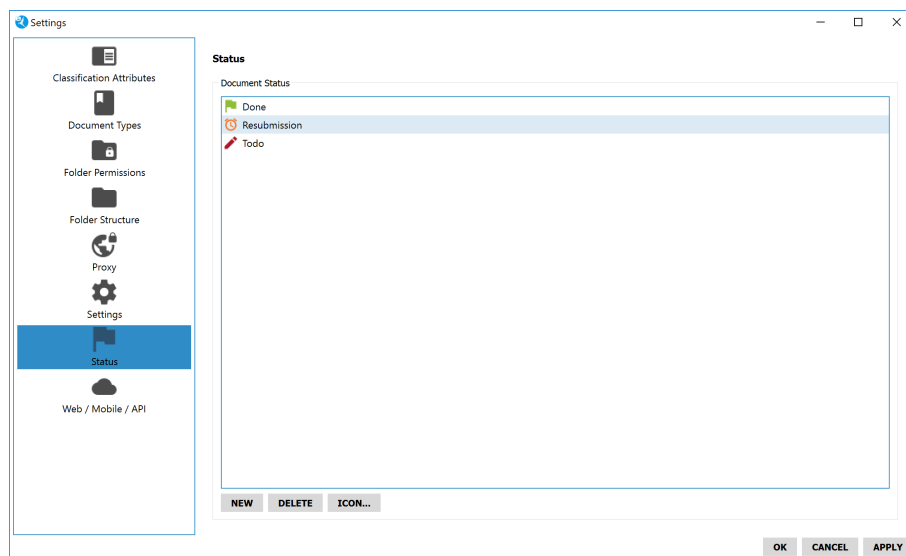 Settings
Classification Attributes
Document Types
Folder Permissions
Folder Structure
Proxy
Settings
Status
Web / Mobile / API
Status
Document Status
Done
Resubmission
Todo
NEW DELETE ICON...
OK CANCEL APPLY